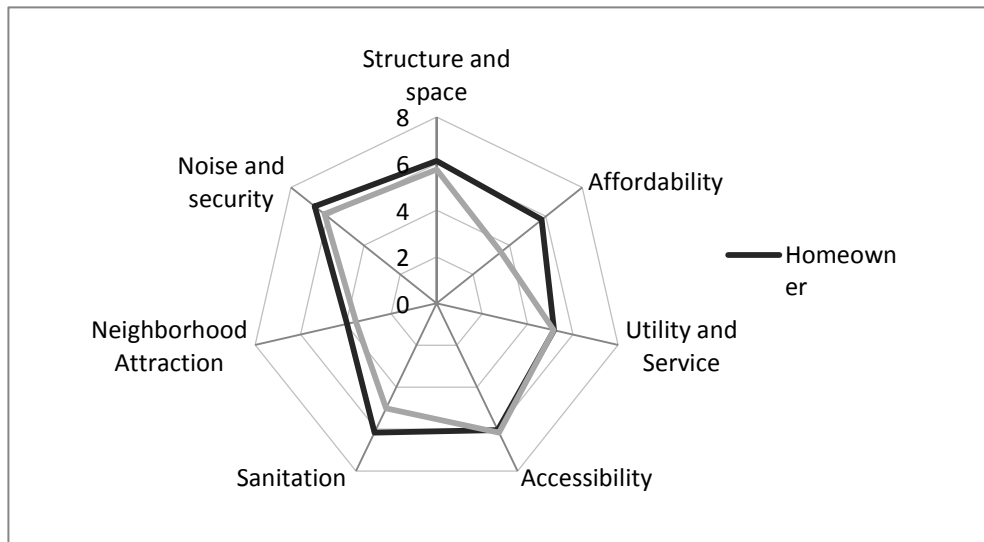 Structure and
space
8
6
4
2
0
Affordability
Utility and
Service
Accessibility
Sanitation
Neighborhood
Attraction
Noise and
security
Homeown
er